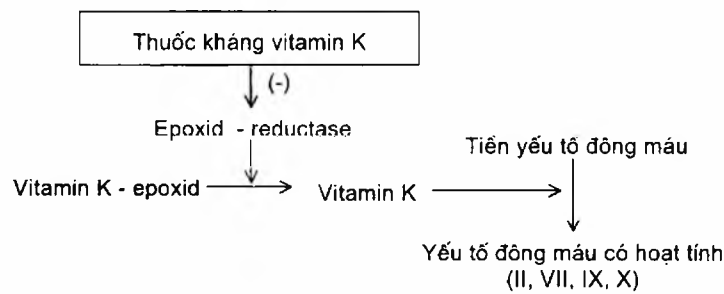 Thuốc kháng vitamin K
(-)
Epoxid - reductase
Tiền yếu tố đông máu
Vitamin K - epoxid
Vitamin K
Yếu tố đông máu có hoạt tính
(II, VII, IX, X)